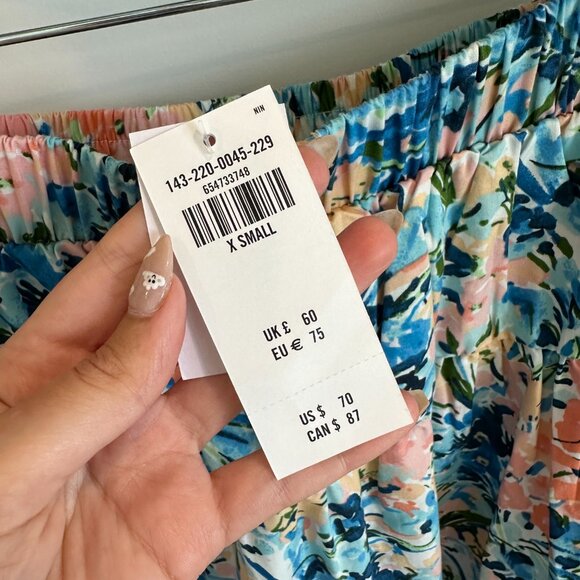 NIN
143-220-0045-229
654733748
X SMALL
UK £ 60
EU € 75
US $ 70
CAN $ 87